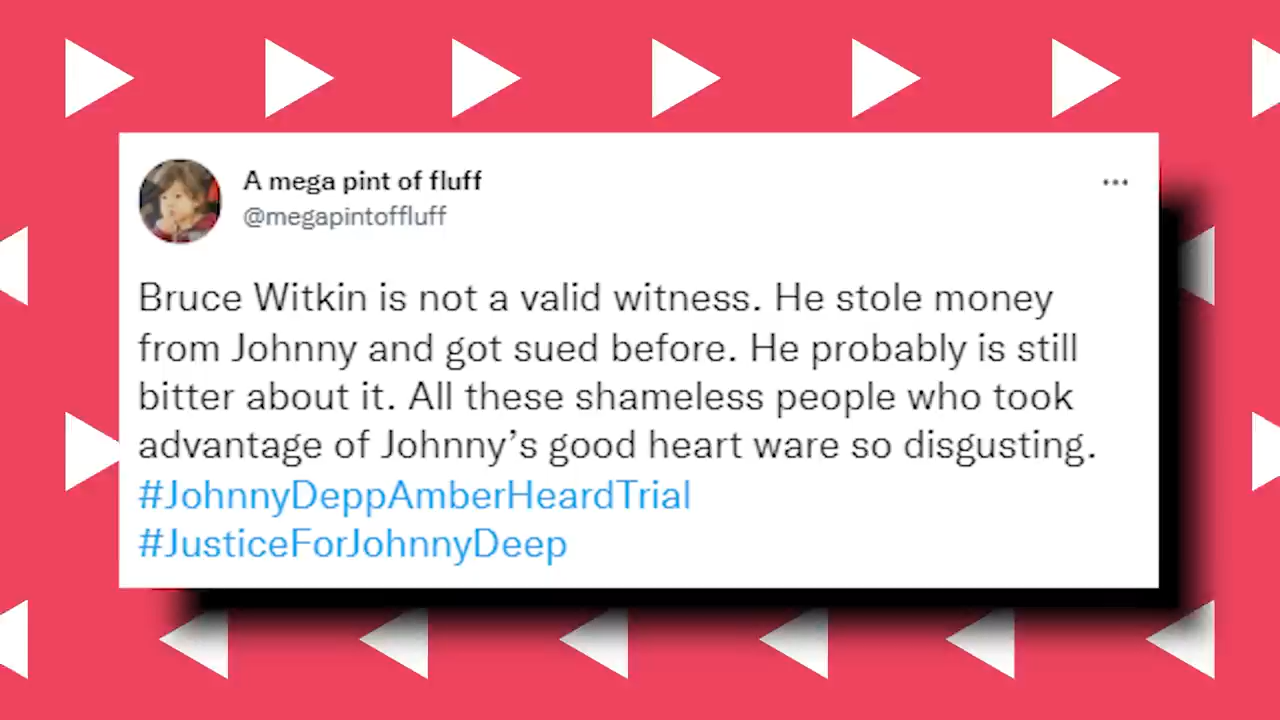 A mega pint of fluff
@megapintoffluff
Bruce Witkin is not a valid witness. He stole money
from Johnny and got sued before. He probably is still
bitter about it. All these shameless people who took
advantage of Johnny’s good heart ware so disgusting.
#JohnnyDeppAmberHeardTrial
#JusticeForJohnnyDeep